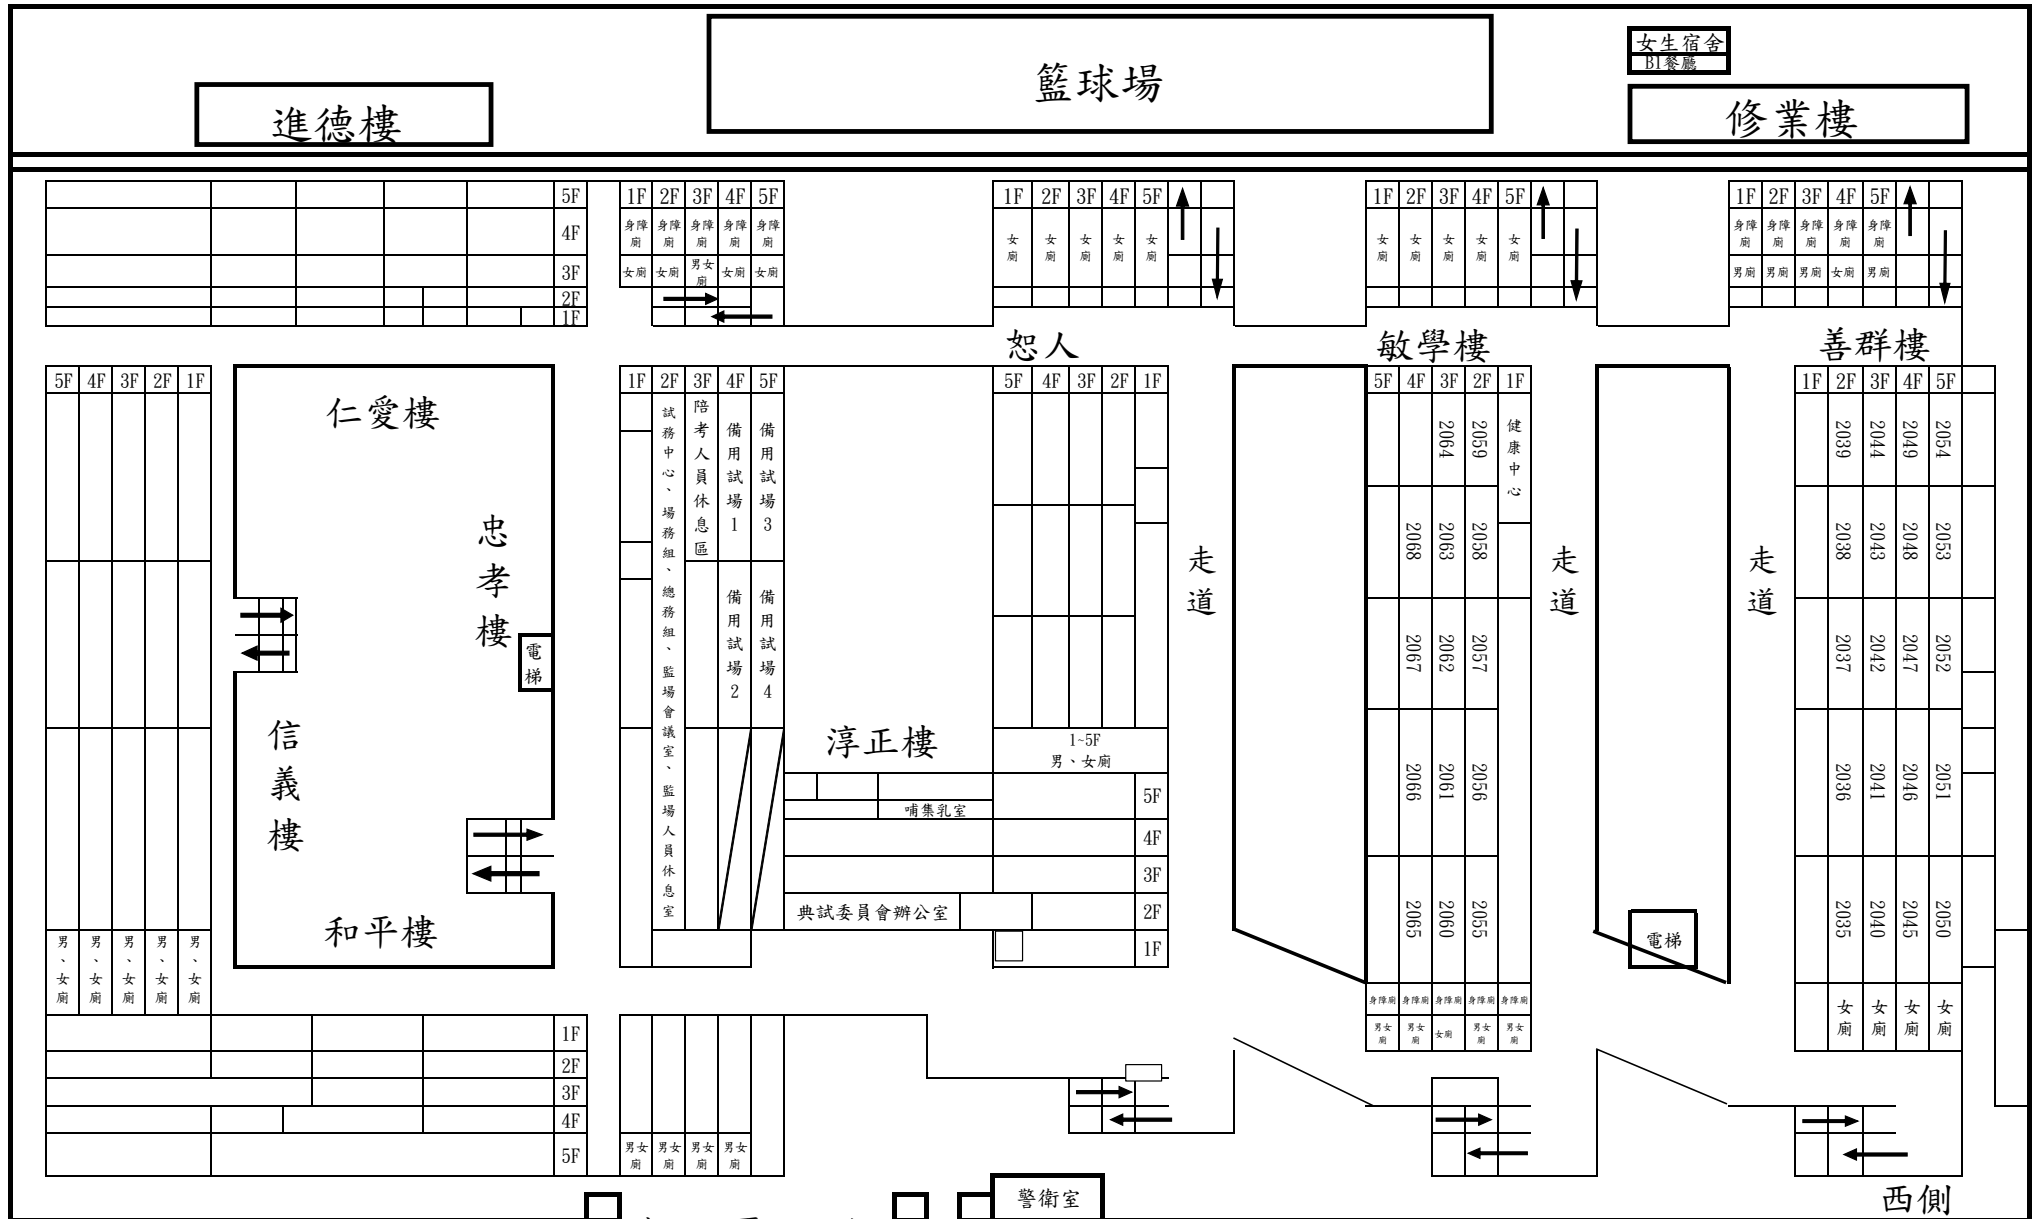 籃球場
女生宿舍
B1餐廳
進德樓
修業樓
5F
4F
3F
2F
1F
1F 2F 3F 4F 5F
身障廁 身障廁 身障廁 身障廁 身障廁
女廁 女廁 男女廁 女廁 女廁
1F 2F 3F 4F 5F
女廁 女廁 女廁 女廁 女廁
1F 2F 3F 4F 5F
女廁 女廁 女廁 女廁 女廁
1F 2F 3F 4F 5F
身障廁 身障廁 身障廁 身障廁 身障廁
男廁 男廁 男廁 女廁 男廁
恕人
敏學樓
善群樓
5F 4F 3F 2F 1F
男、女廁 男、女廁 男、女廁 男、女廁 男、女廁
仁愛樓
忠孝樓
電梯
信義樓
和平樓
1F 2F 3F 4F 5F
試務中心、場務組、總務組、監場會議室、監場人員休息室
陪考人員休息區
備用試場1
備用試場3
備用試場2
備用試場4
淳正樓
5F 4F 3F 2F 1F
1~5F
男、女廁
哺集乳室
5F
4F
3F
典試委員會辦公室
2F
1F
走道
5F 4F 3F 2F 1F
2064 2059 健康中心
2068 2063 2058
2067 2062 2057
2066 2061 2056
2065 2060 2055
身障廁 身障廁 身障廁 身障廁 身障廁
男女廁 男女廁 女廁 男女廁 男女廁
走道
電梯
走道
1F 2F 3F 4F 5F
2039 2044 2049 2054
2038 2043 2048 2053
2037 2042 2047 2052
2036 2041 2046 2051
2035 2040 2045 2050
女廁 女廁 女廁 女廁
1F
2F
3F
4F
5F
男女廁 男女廁 男女廁 男女廁
警衛室
西側